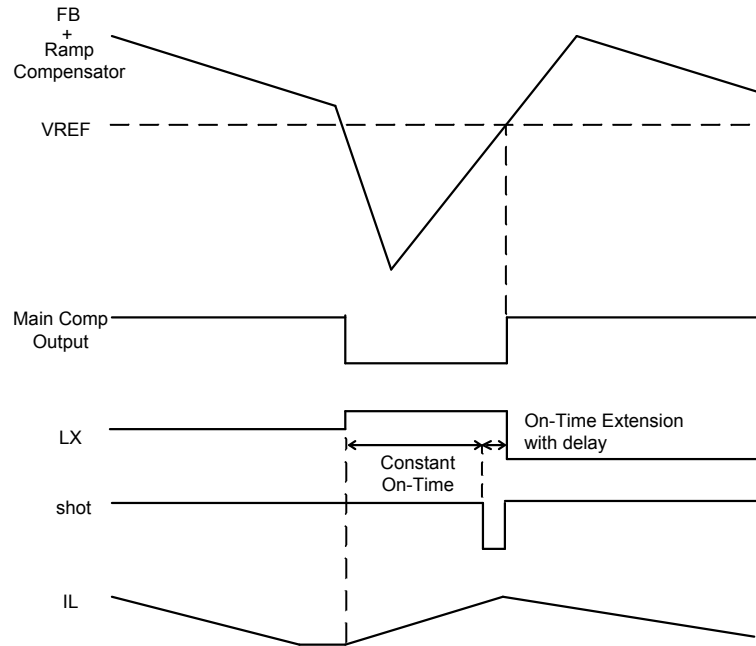 FB
+
Ramp
Compensator
VREF
Main Comp
Output
LX
On-Time Extension
with delay
Constant
On-Time
shot
IL